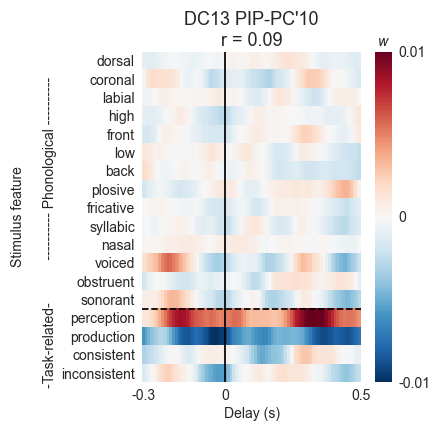 DC13 PIP-PC'10
r = 0.09
w
dorsal
coronal
labial
high
front
low
back
plosive
fricative
syllabic
nasal
voiced
obstruent
sonorant
perception
production
consistent
inconsistent
Stimulus feature
-Task-related- ----------- Phonological ----------
0.01
0
-0.01
-0.3 0 0.5
Delay (s)